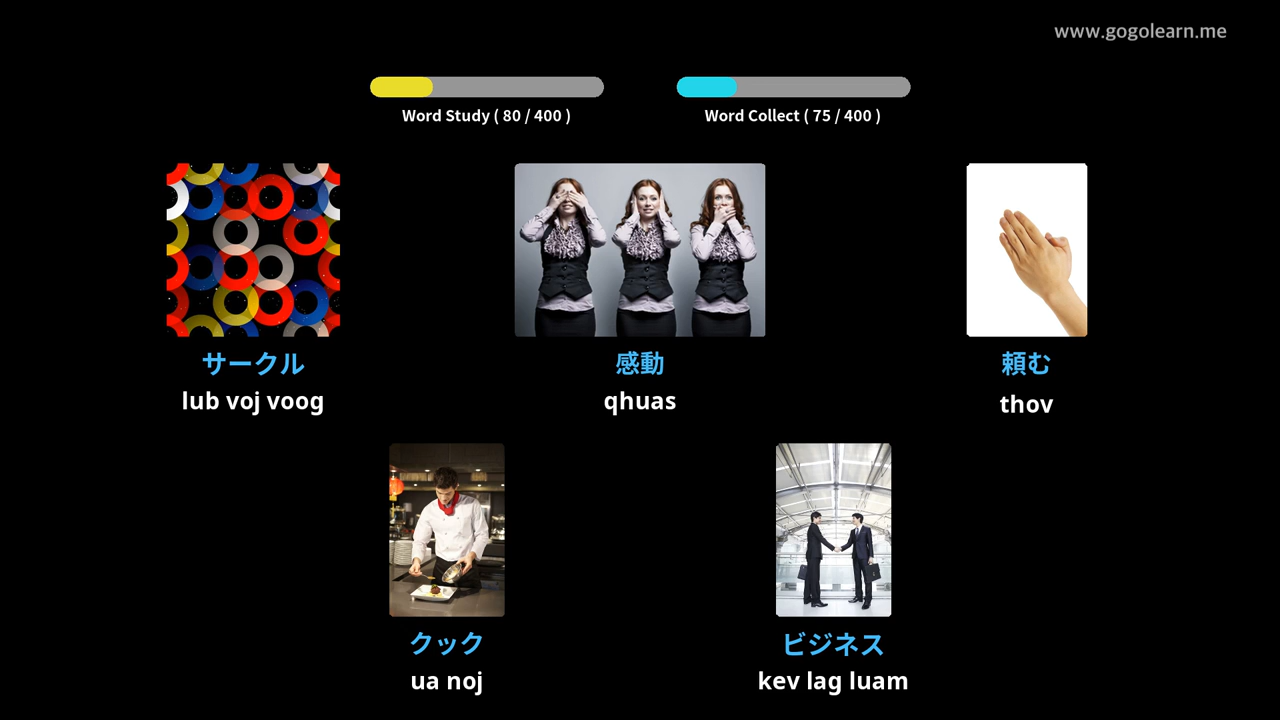 www.gogolearn.me
Word Study ( 80 / 400 )
Word Collect ( 75 / 400 )
サークル
lub voj voog
感動
qhuas
頼む
thov
クック
ua noj
ビジネス
kev lag luam